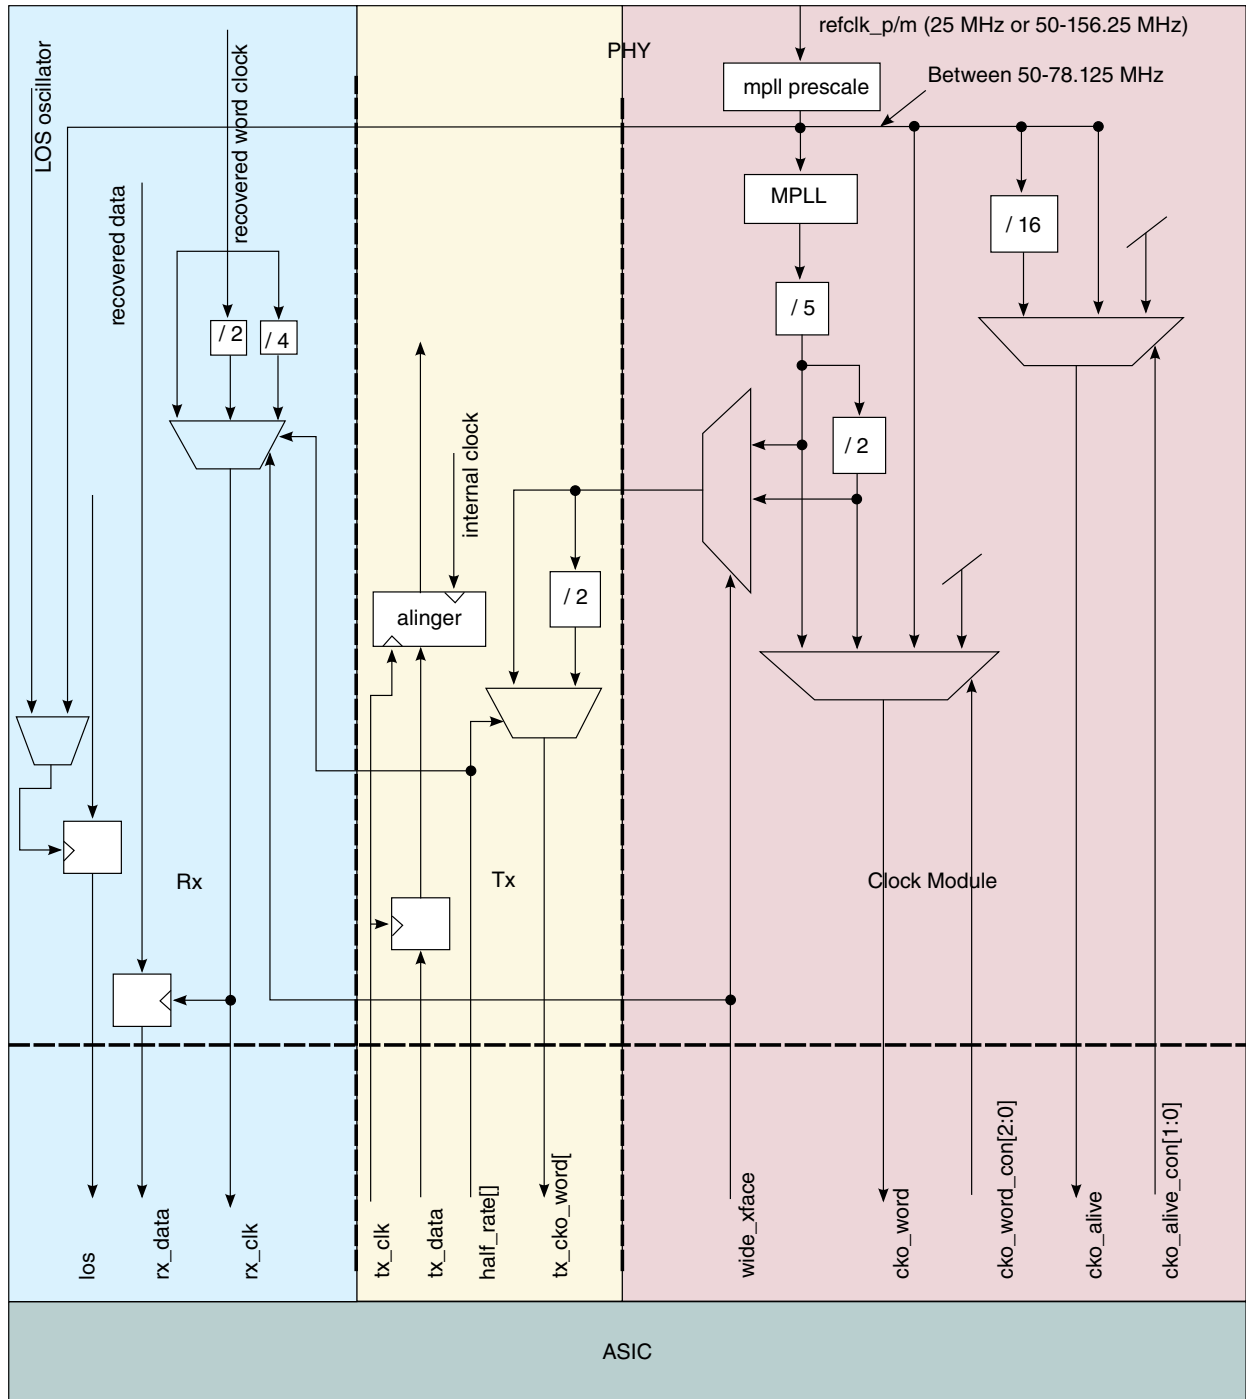 refclk_p/m (25 MHz or 50-156.25 MHz)
PHY
mpll prescale
Between 50-78.125 MHz
LOS oscillator
recovered word clock
recovered data
MPLL
/ 16
/ 5
/ 2
/ 4
/ 2
internal clock
/ 2
alinger
Rx
Tx
Clock Module
los
rx_data
rx_clk
tx_clk
tx_data
half_rate[]
tx_cko_word[
wide_xface
cko_word
cko_word_con[2:0]
cko_alive
cko_alive_con[1:0]
ASIC